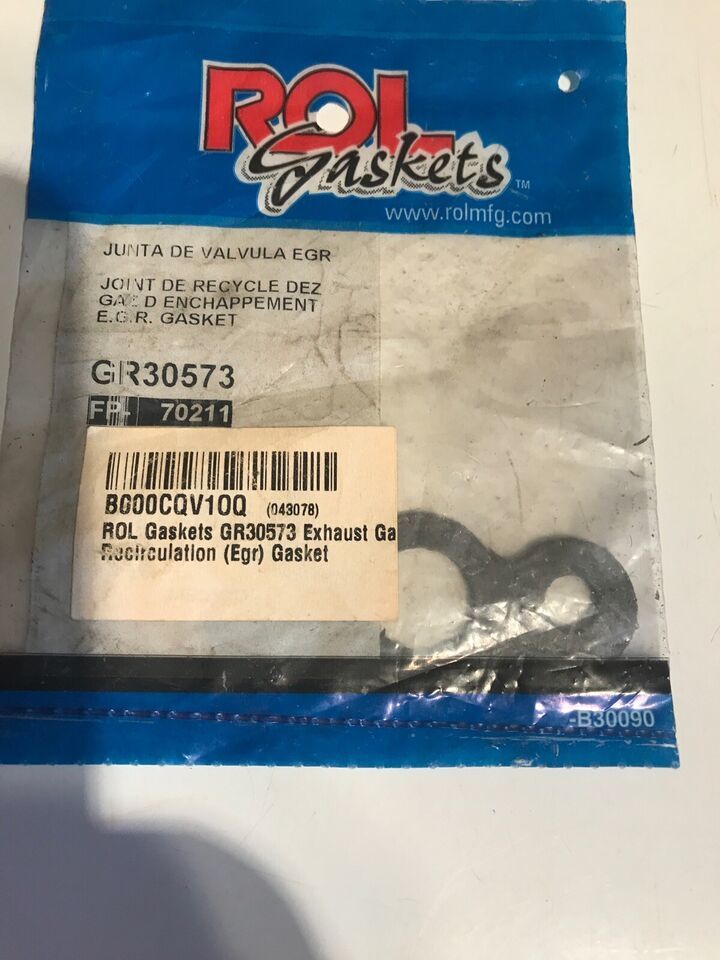 ROL
Gaskets ™
www.rolmfg.com
JUNTA DE VALVULA EGR
JOINT DE RECYCLE DEZ
GAZ D ENCHAPPEMENT
E.G.R. GASKET
GR30573
FP- 70211
B000CQV10Q (043078)
ROL Gaskets GR30573 Exhaust Ga
Recirculation (Egr) Gasket
-B30090